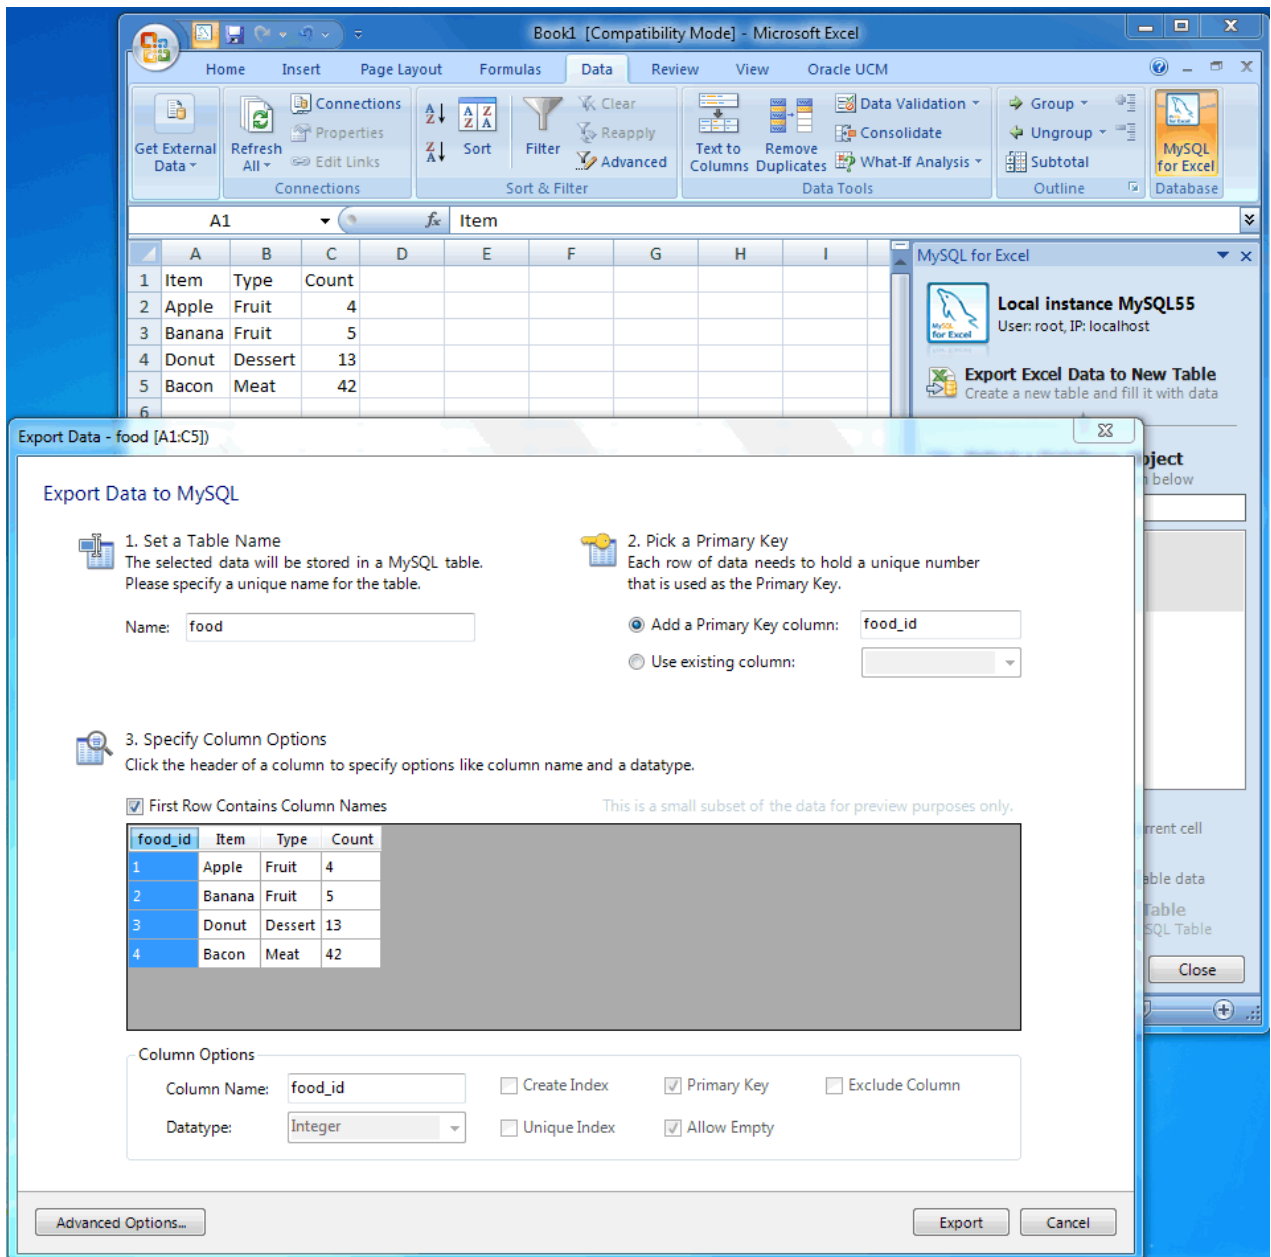 Book1 [Compatibility Mode] - Microsoft Excel
Home Insert Page Layout Formulas Data Review View Oracle UCM
Get External Data
Refresh All
Connections
Properties
Edit Links
Connections
Sort
Filter
Clear
Reapply
Advanced
Sort & Filter
Text to Columns
Remove Duplicates
Data Validation
Consolidate
What-If Analysis
Data Tools
Group
Ungroup
Subtotal
Outline
MySQL for Excel
Database
A1 fx Item
A B C D E F G H I
1 Item Type Count
2 Apple Fruit 4
3 Banana Fruit 5
4 Donut Dessert 13
5 Bacon Meat 42
6
MySQL for Excel
Local instance MySQL55
User: root, IP: localhost
Export Excel Data to New Table
Create a new table and fill it with data
bject
below
rrent cell
able data
Table
SQL Table
Close
Export Data - food [A1:C5])
Export Data to MySQL
1. Set a Table Name
The selected data will be stored in a MySQL table.
Please specify a unique name for the table.
Name: food
2. Pick a Primary Key
Each row of data needs to hold a unique number
that is used as the Primary Key.
Add a Primary Key column: food_id
Use existing column:
3. Specify Column Options
Click the header of a column to specify options like column name and a datatype.
First Row Contains Column Names This is a small subset of the data for preview purposes only.
food_id Item Type Count
1 Apple Fruit 4
2 Banana Fruit 5
3 Donut Dessert 13
4 Bacon Meat 42
Column Options
Column Name: food_id Create Index Primary Key Exclude Column
Datatype: Integer Unique Index Allow Empty
Advanced Options... Export Cancel